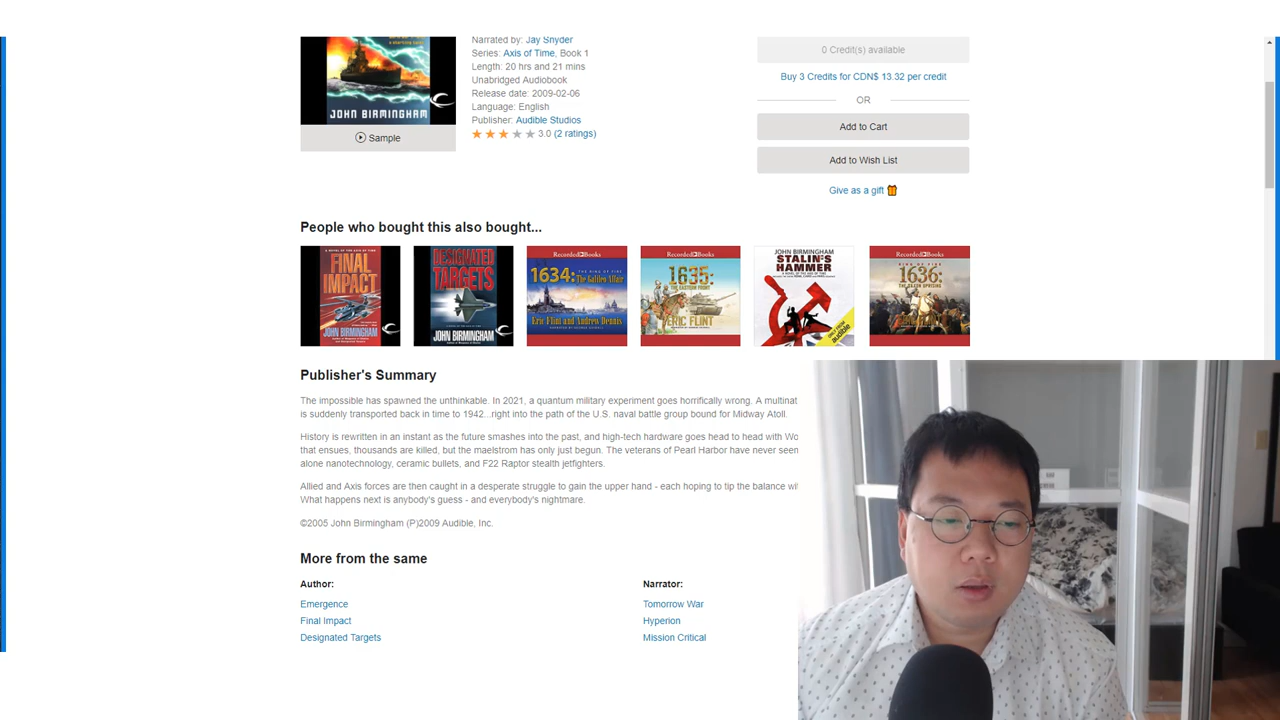 Narrated by: Jay Snyder
Series: Axis of Time, Book 1
Length: 20 hrs and 21 mins
Unabridged Audiobook
Release date: 2009-02-06
Language: English
Publisher: Audible Studios
3.0 (2 ratings)
JOHN BIRMINGHAM
Sample
0 Credit(s) available
Buy 3 Credits for CDN$ 13.32 per credit
OR
Add to Cart
Add to Wish List
Give as a gift
People who bought this also bought...
FINAL
IMPACT
JOHN BIRMINGHAM
DESIGNATED
TARGETS
JOHN BIRMINGHAM
Recorded Books
1634:
The Galileo Affair
Eric Flint and Andrew Dennis
Recorded Books
1635:
ERIC FLINT
JOHN BIRMINGHAM
STALIN'S
HAMMER
Recorded Books
1636:
Publisher's Summary
The impossible has spawned the unthinkable. In 2021, a quantum military experiment goes horrifically wrong. A multinat
is suddenly transported back in time to 1942...right into the path of the U.S. naval battle group bound for Midway Atoll.
History is rewritten in an instant as the future smashes into the past, and high-tech hardware goes head to head with Wo
that ensues, thousands are killed, but the maelstrom has only just begun. The veterans of Pearl Harbor have never seen
alone nanotechnology, ceramic bullets, and F22 Raptor stealth jetfighters.
Allied and Axis forces are then caught in a desperate struggle to gain the upper hand - each hoping to tip the balance wi
What happens next is anybody's guess - and everybody's nightmare.
©2005 John Birmingham (P)2009 Audible, Inc.
More from the same
Author:
Emergence
Final Impact
Designated Targets
Narrator:
Tomorrow War
Hyperion
Mission Critical